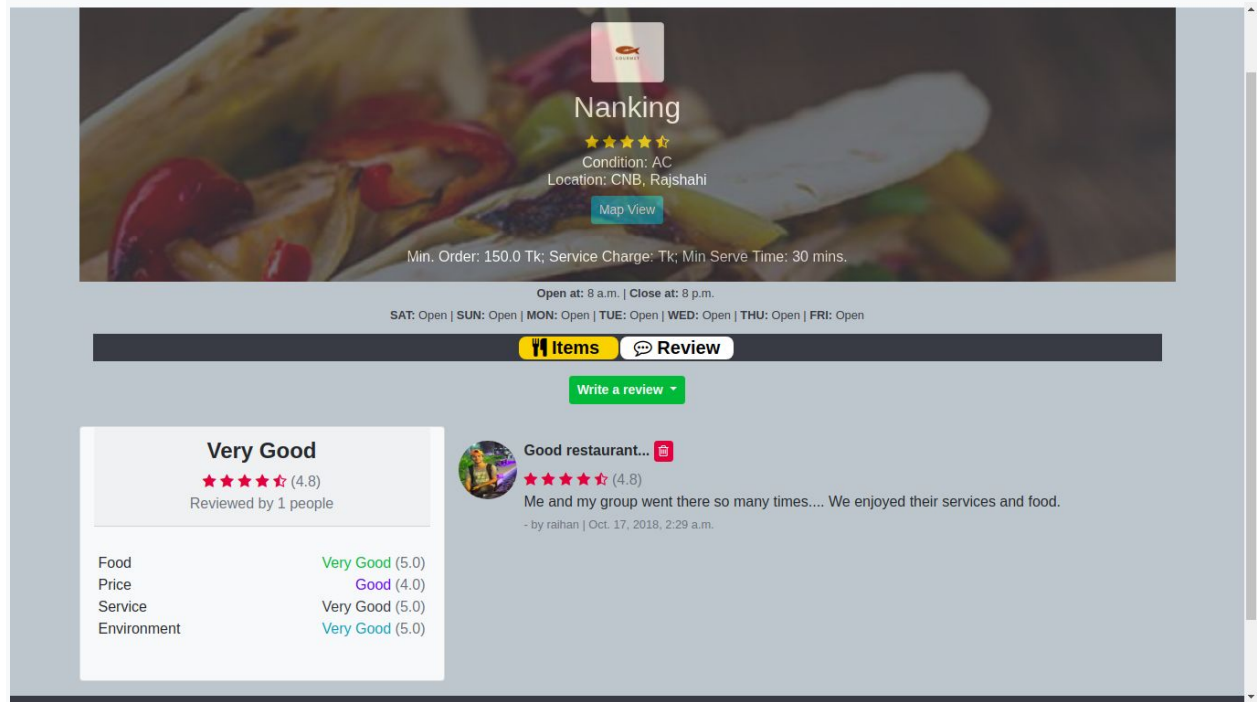 GOURMET
Nanking
Condition: AC
Location: CNB, Rajshahi
Map View
Min. Order: 150.0 Tk; Service Charge: Tk; Min Serve Time: 30 mins.
Open at: 8 a.m. | Close at: 8 p.m.
SAT: Open | SUN: Open | MON: Open | TUE: Open | WED: Open | THU: Open | FRI: Open
Items Review
Write a review
Very Good
(4.8)
Reviewed by 1 people
Food Very Good (5.0)
Price Good (4.0)
Service Very Good (5.0)
Environment Very Good (5.0)
Good restaurant...
(4.8)
Me and my group went there so many times.... We enjoyed their services and food.
- by raihan | Oct. 17, 2018, 2:29 a.m.